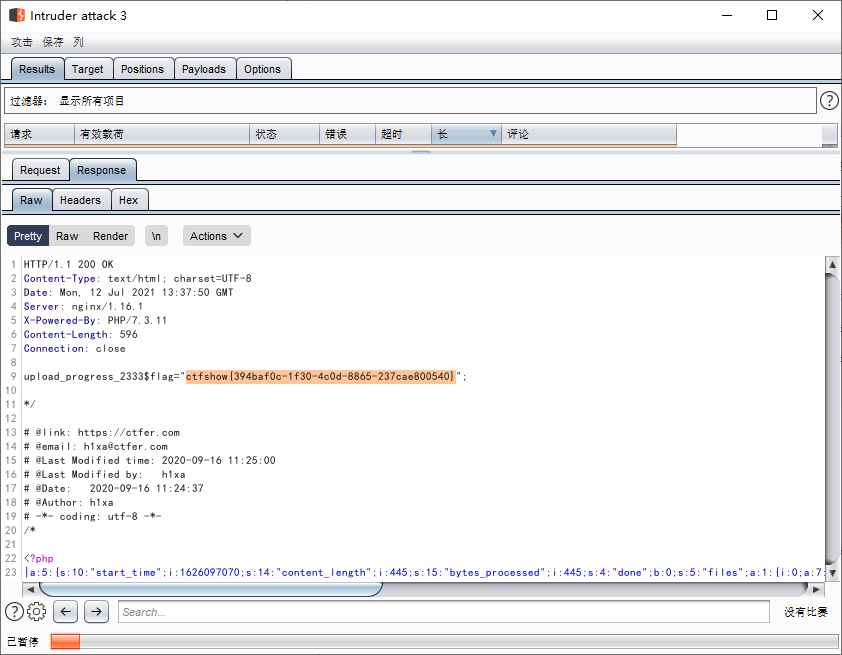 Intruder attack 3
攻击 保存 列
Results Target Positions Payloads Options
过滤器： 显示所有项目
请求 有效载荷 状态 错误 超时 长 评论
Request Response
Raw Headers Hex
Pretty Raw Render \n Actions
1 HTTP/1.1 200 OK
2 Content-Type: text/html; charset=UTF-8
3 Date: Mon, 12 Jul 2021 13:37:50 GMT
4 Server: nginx/1.16.1
5 X-Powered-By: PHP/7.3.11
6 Content-Length: 596
7 Connection: close
8
9 upload_progress_2333$flag="ctfshow{394baf0c-1f30-4c0d-8865-237cae800540}";
10
11 */
12
13 # @link: https://ctfer.com
14 # @email: h1xa@ctfer.com
15 # @Last Modified time: 2020-09-16 11:25:00
16 # @Last Modified by:   h1xa
17 # @Date:   2020-09-16 11:24:37
18 # @Author: h1xa
19 # -*- coding: utf-8 -*-
20 /*
21
22 <?php
23 |a:5:{s:10:"start_time";i:1626097070;s:14:"content_length";i:445;s:15:"bytes_processed";i:445;s:4:"done";b:0;s:5:"files";a:1:{i:0;a:7:
Search...
没有比赛
已暂停